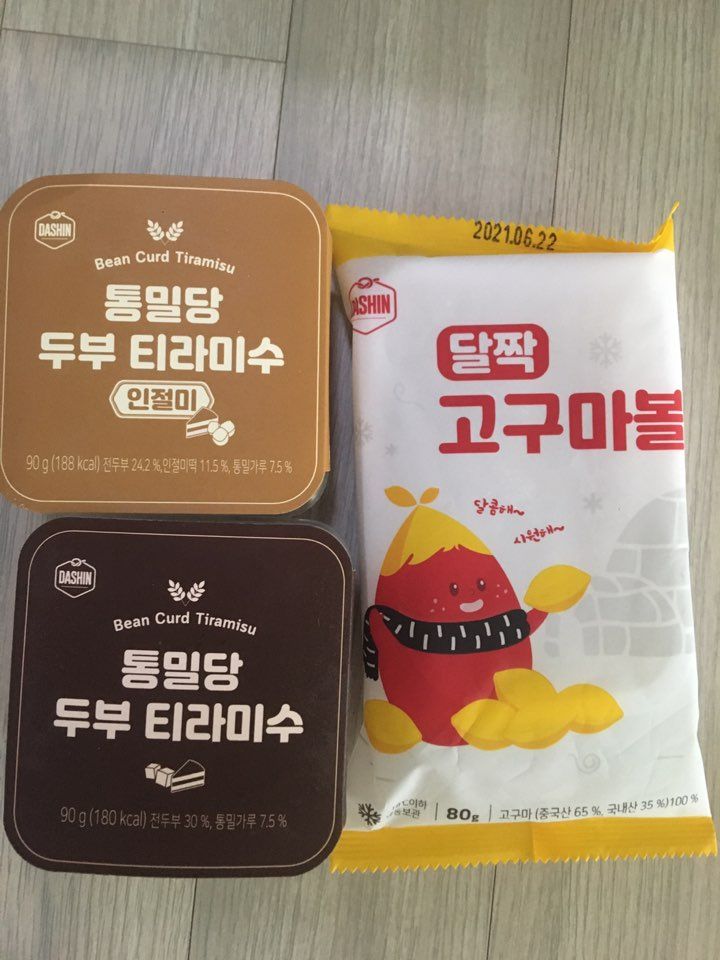 DASHIN
Bean Curd Tiramisu
통밀당
두부 티라미수
인절미
90 g (188 kcal) 전두부 24.2 %,인절미떡 11.5 %, 통밀가루 7.5 %
DASHIN
Bean Curd Tiramisu
통밀당
두부 티라미수
90 g (180 kcal) 전두부 30 %, 통밀가루 7.5 %
2021.06.22
DASHIN
달짝
고구마볼
달콤해~
시원해~
이하
보관
80g
고구마 (중국산 65 %, 국내산 35 %)100 %